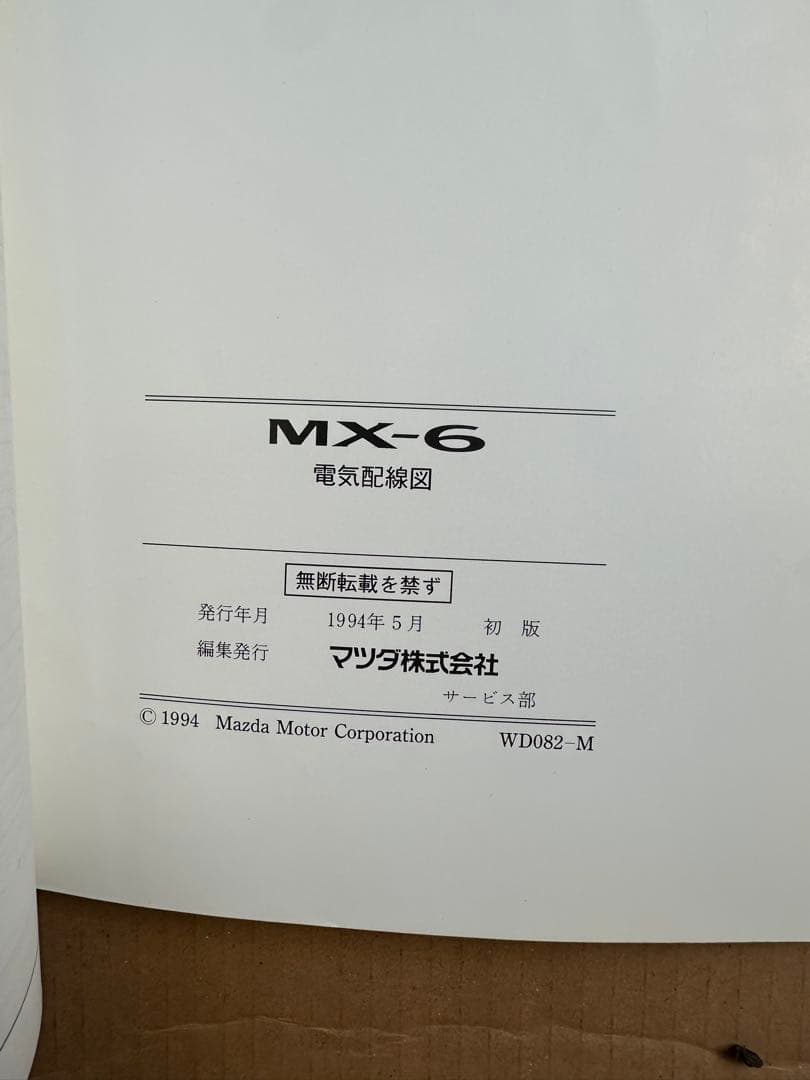 MX-6
電気配線図
無断転載を禁ず
発行年月 1994年5月 初版
編集発行 マツダ株式会社
サービス部
© 1994 Mazda Motor Corporation WD082-M